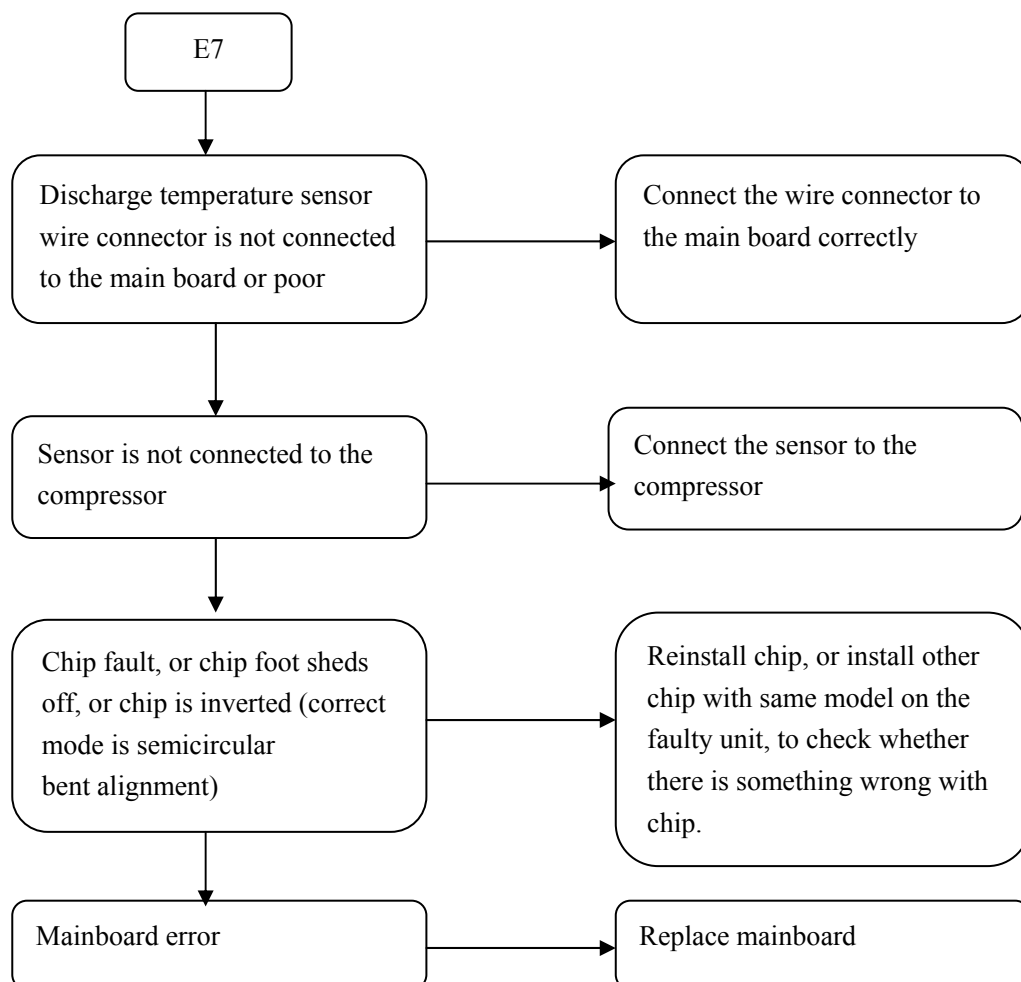 E7
Discharge temperature sensor
wire connector is not connected
to the main board or poor
Connect the wire connector to
the main board correctly
Sensor is not connected to the
compressor
Connect the sensor to the
compressor
Chip fault, or chip foot sheds
off, or chip is inverted (correct
mode is semicircular
bent alignment)
Reinstall chip, or install other
chip with same model on the
faulty unit, to check whether
there is something wrong with
chip.
Mainboard error
Replace mainboard